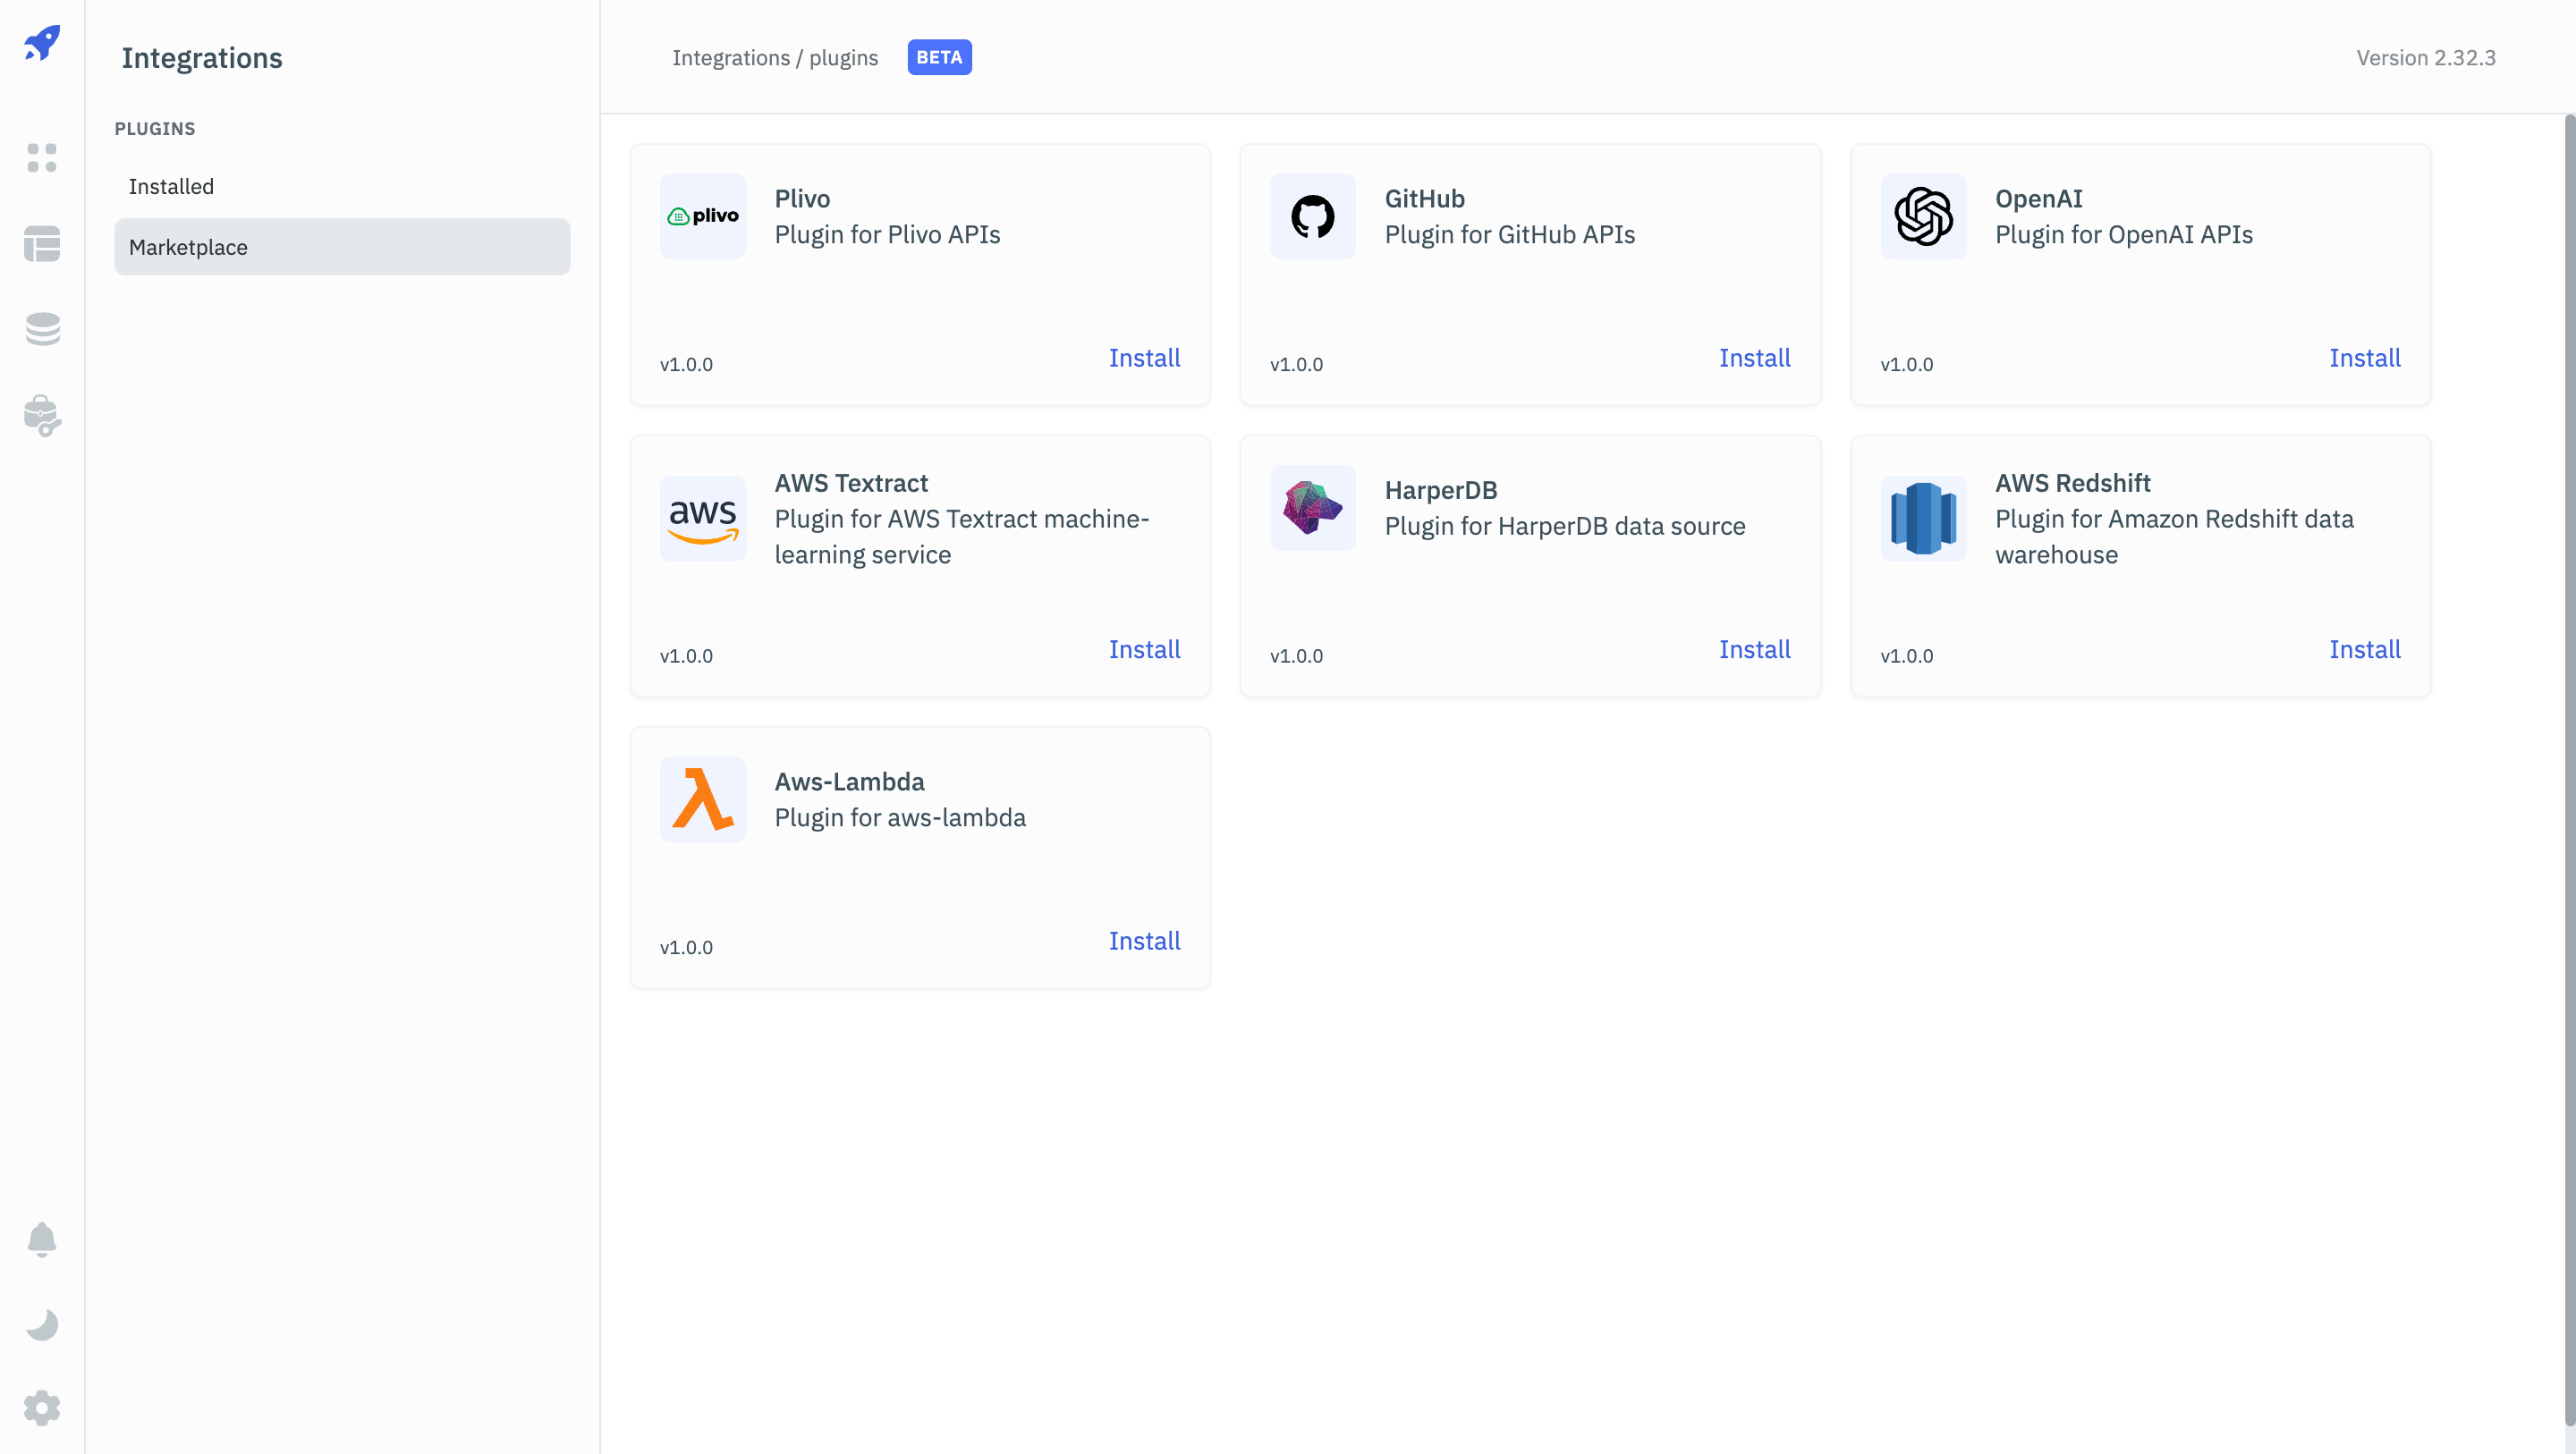 Integrations
PLUGINS
Installed
Marketplace
Integrations / plugins
BETA
Version 2.32.3
plivo
Plivo
Plugin for Plivo APIs
v1.0.0
Install
GitHub
Plugin for GitHub APIs
v1.0.0
Install
OpenAI
Plugin for OpenAI APIs
v1.0.0
Install
aws
AWS Textract
Plugin for AWS Textract machine-
learning service
v1.0.0
Install
HarperDB
Plugin for HarperDB data source
v1.0.0
Install
AWS Redshift
Plugin for Amazon Redshift data
warehouse
v1.0.0
Install
Aws-Lambda
Plugin for aws-lambda
v1.0.0
Install